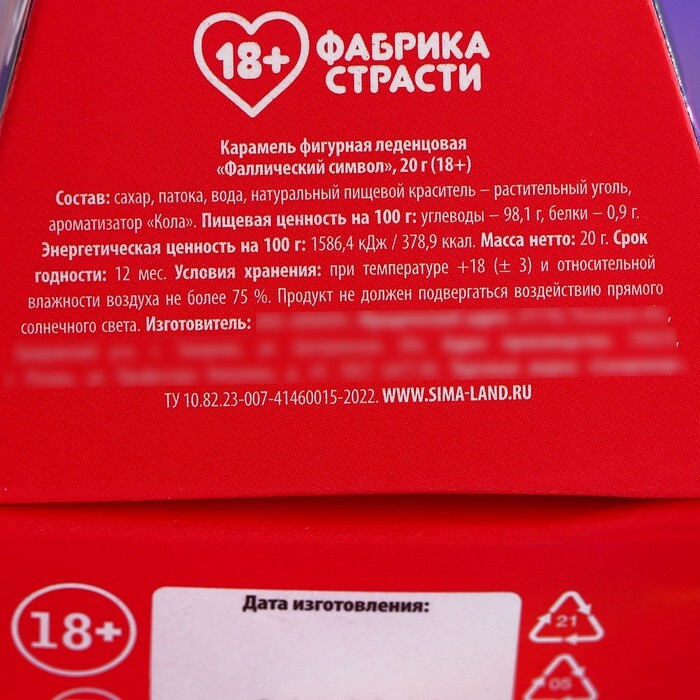 18+ ФАБРИКА
СТРАСТИ
Карамель фигурная леденцовая
«Фаллический символ», 20 г (18+)
Состав: сахар, патока, вода, натуральный пищевой краситель – растительный уголь,
ароматизатор «Кола». Пищевая ценность на 100 г: углеводы – 98,1 г, белки – 0,9 г.
Энергетическая ценность на 100 г: 1586,4 кДж / 378,9 ккал. Масса нетто: 20 г. Срок
годности: 12 мес. Условия хранения: при температуре +18 (± 3) и относительной
влажности воздуха не более 75 %. Продукт не должен подвергаться воздействию прямого
солнечного света. Изготовитель:
ТУ 10.82.23-007-41460015-2022. WWW.SIMA-LAND.RU
Дата изготовления:
18+
21
05